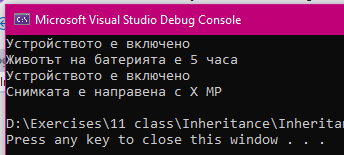 Microsoft Visual Studio Debug Console
Устройството е включено
Животът на батерията е 5 часа
Устройството е включено
Снимката е направена с X MP
D:\Exercises\11 class\Inheritance\Inherita
Press any key to close this window . . .